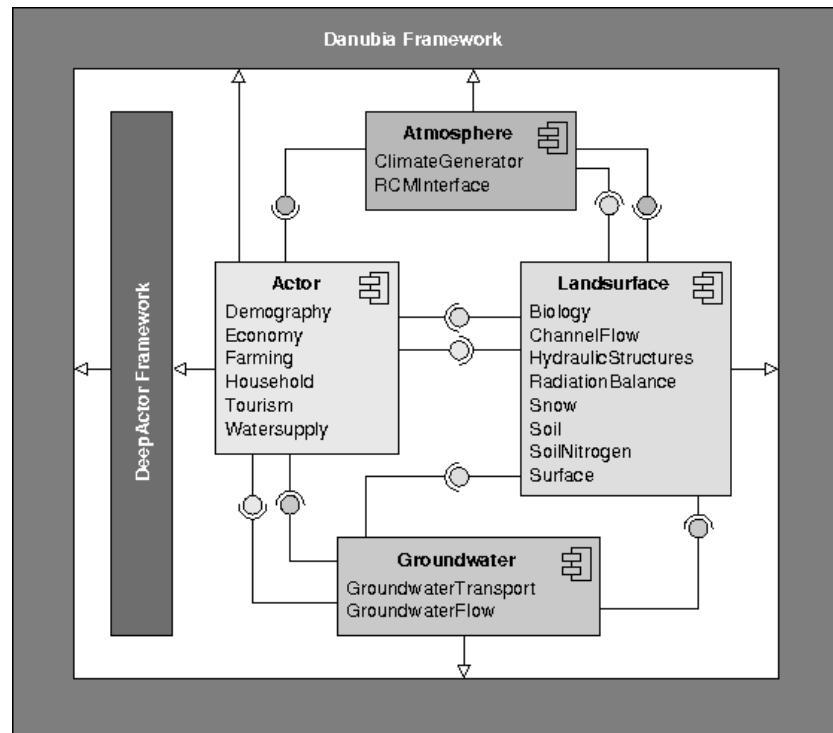 Danubia Framework
Atmosphere
ClimateGenerator
RCMInterface
DeepActor Framework
Actor
Demography
Economy
Farming
Household
Tourism
Watersupply
Landsurface
Biology
ChannelFlow
HydraulicStructures
RadiationBalance
Snow
Soil
SoilNitrogen
Surface
Groundwater
GroundwaterTransport
GroundwaterFlow